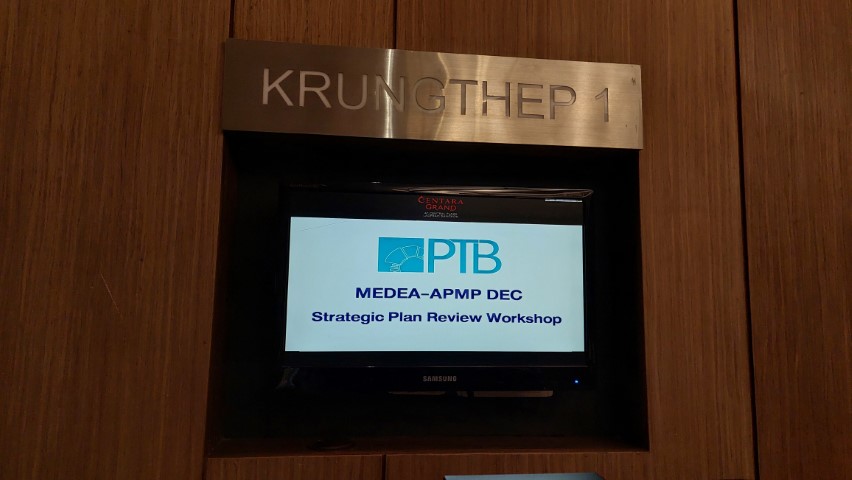 KRUNGTHEP 1
CENTARA
GRAND
PTB
MEDEA-APMP DEC
Strategic Plan Review Workshop
SAMSUNG